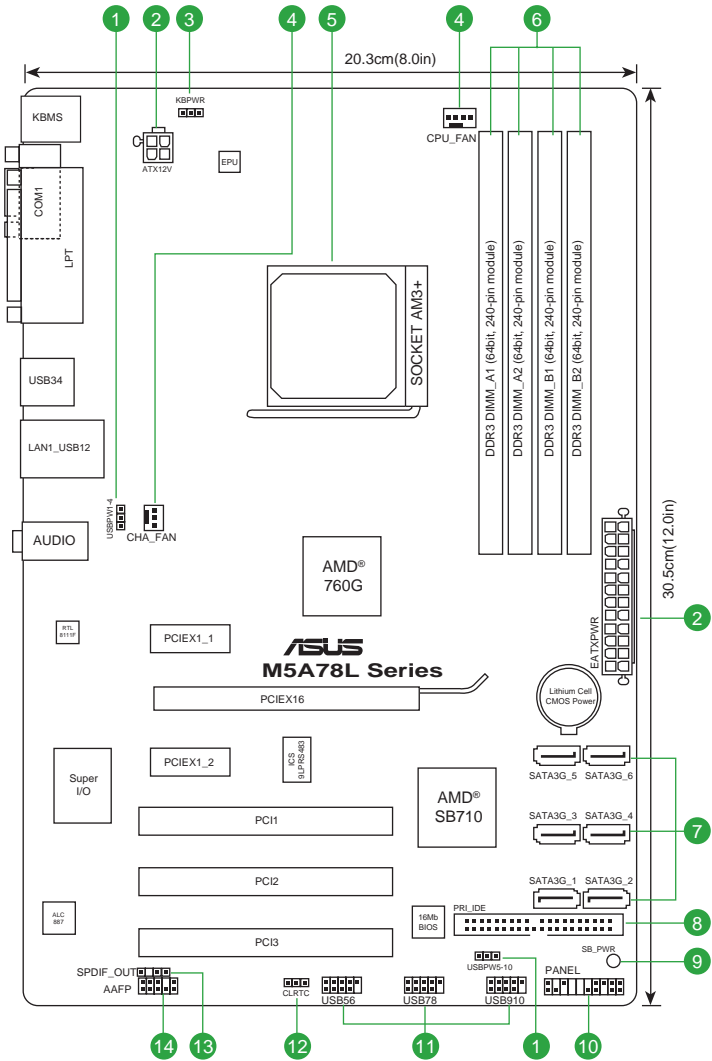 1
2
3
4
5
4
6
20.3cm(8.0in)
KBPWR
KBMS
ATX12V
EPU
CPU_FAN
COM1
LPT
SOCKET AM3+
DDR3 DIMM_A1 (64bit, 240-pin module)
DDR3 DIMM_A2 (64bit, 240-pin module)
DDR3 DIMM_B1 (64bit, 240-pin module)
DDR3 DIMM_B2 (64bit, 240-pin module)
USB34
LAN1_USB12
USBPW1-4
CHA_FAN
AUDIO
30.5cm(12.0in)
AMD®
760G
EATXPWR
2
RTL
8111F
PCIEX1_1
ASUS
M5A78L Series
PCIEX16
Lithium Cell
CMOS Power
PCIEX1_2
ICS
9LPRS483
Super
I/O
AMD®
SB710
SATA3G_5
SATA3G_6
PCI1
SATA3G_3
SATA3G_4
7
PCI2
SATA3G_1
SATA3G_2
ALC
887
16Mb
BIOS
PRI_IDE
8
PCI3
USBPW5-10
SB_PWR
9
SPDIF_OUT
AAFP
CLRTC
USB56
USB78
USB910
PANEL
14
13
12
11
1
10